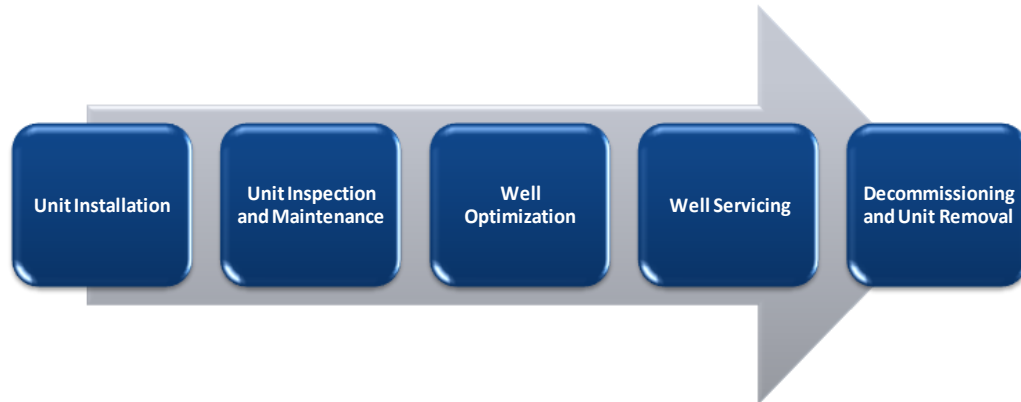 Unit Installation
Unit Inspection
and Maintenance
Well
Optimization
Well Servicing
Decommissioning
and Unit Removal